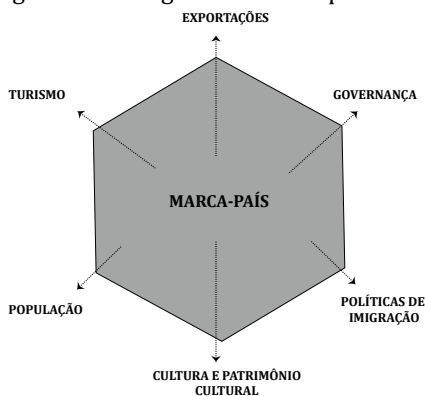 EXPORTAÇÕES
TURISMO
GOVERNANÇA
MARCA-PAÍS
POPULAÇÃO
POLÍTICAS DE
IMIGRAÇÃO
CULTURA E PATRIMÔNIO
CULTURAL